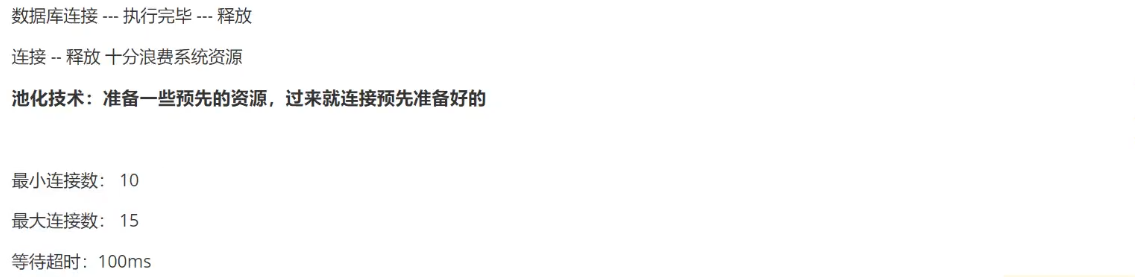 数据库连接 --- 执行完毕 --- 释放
连接 -- 释放 十分浪费系统资源
池化技术：准备一些预先的资源，过来就连接预先准备好的
最小连接数： 10
最大连接数： 15
等待超时：100ms